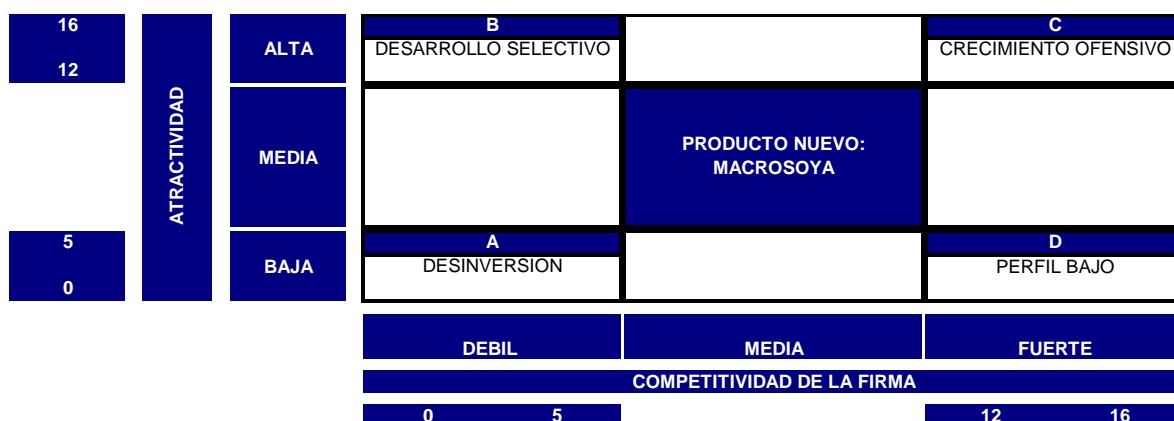 16
12
ATRACTIVIDAD
ALTA
B
DESARROLLO SELECTIVO
C
CRECIMIENTO OFENSIVO
MEDIA
PRODUCTO NUEVO:
MACROSOYA
5
0
BAJA
A
DESINVERSION
D
PERFIL BAJO
DEBIL
MEDIA
FUERTE
COMPETITIVIDAD DE LA FIRMA
0 5 12 16